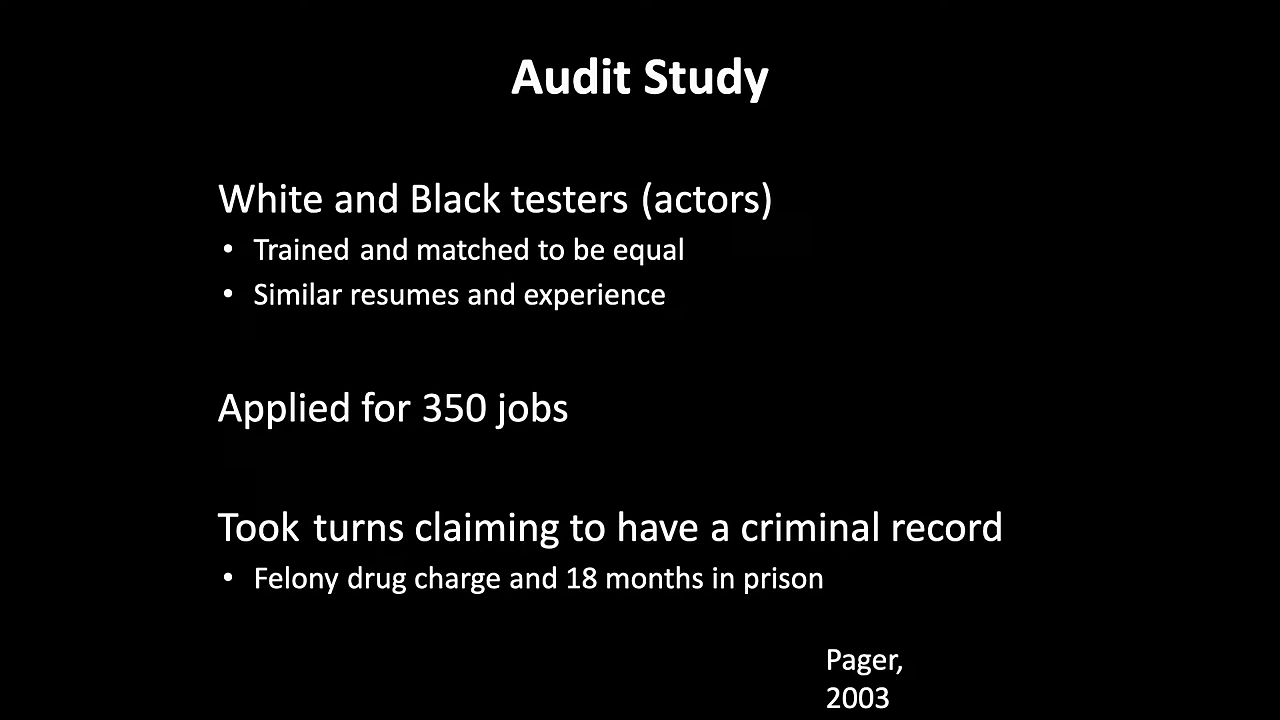 Audit Study
White and Black testers (actors)
• Trained and matched to be equal
• Similar resumes and experience
Applied for 350 jobs
Took turns claiming to have a criminal record
• Felony drug charge and 18 months in prison
Pager,
2003